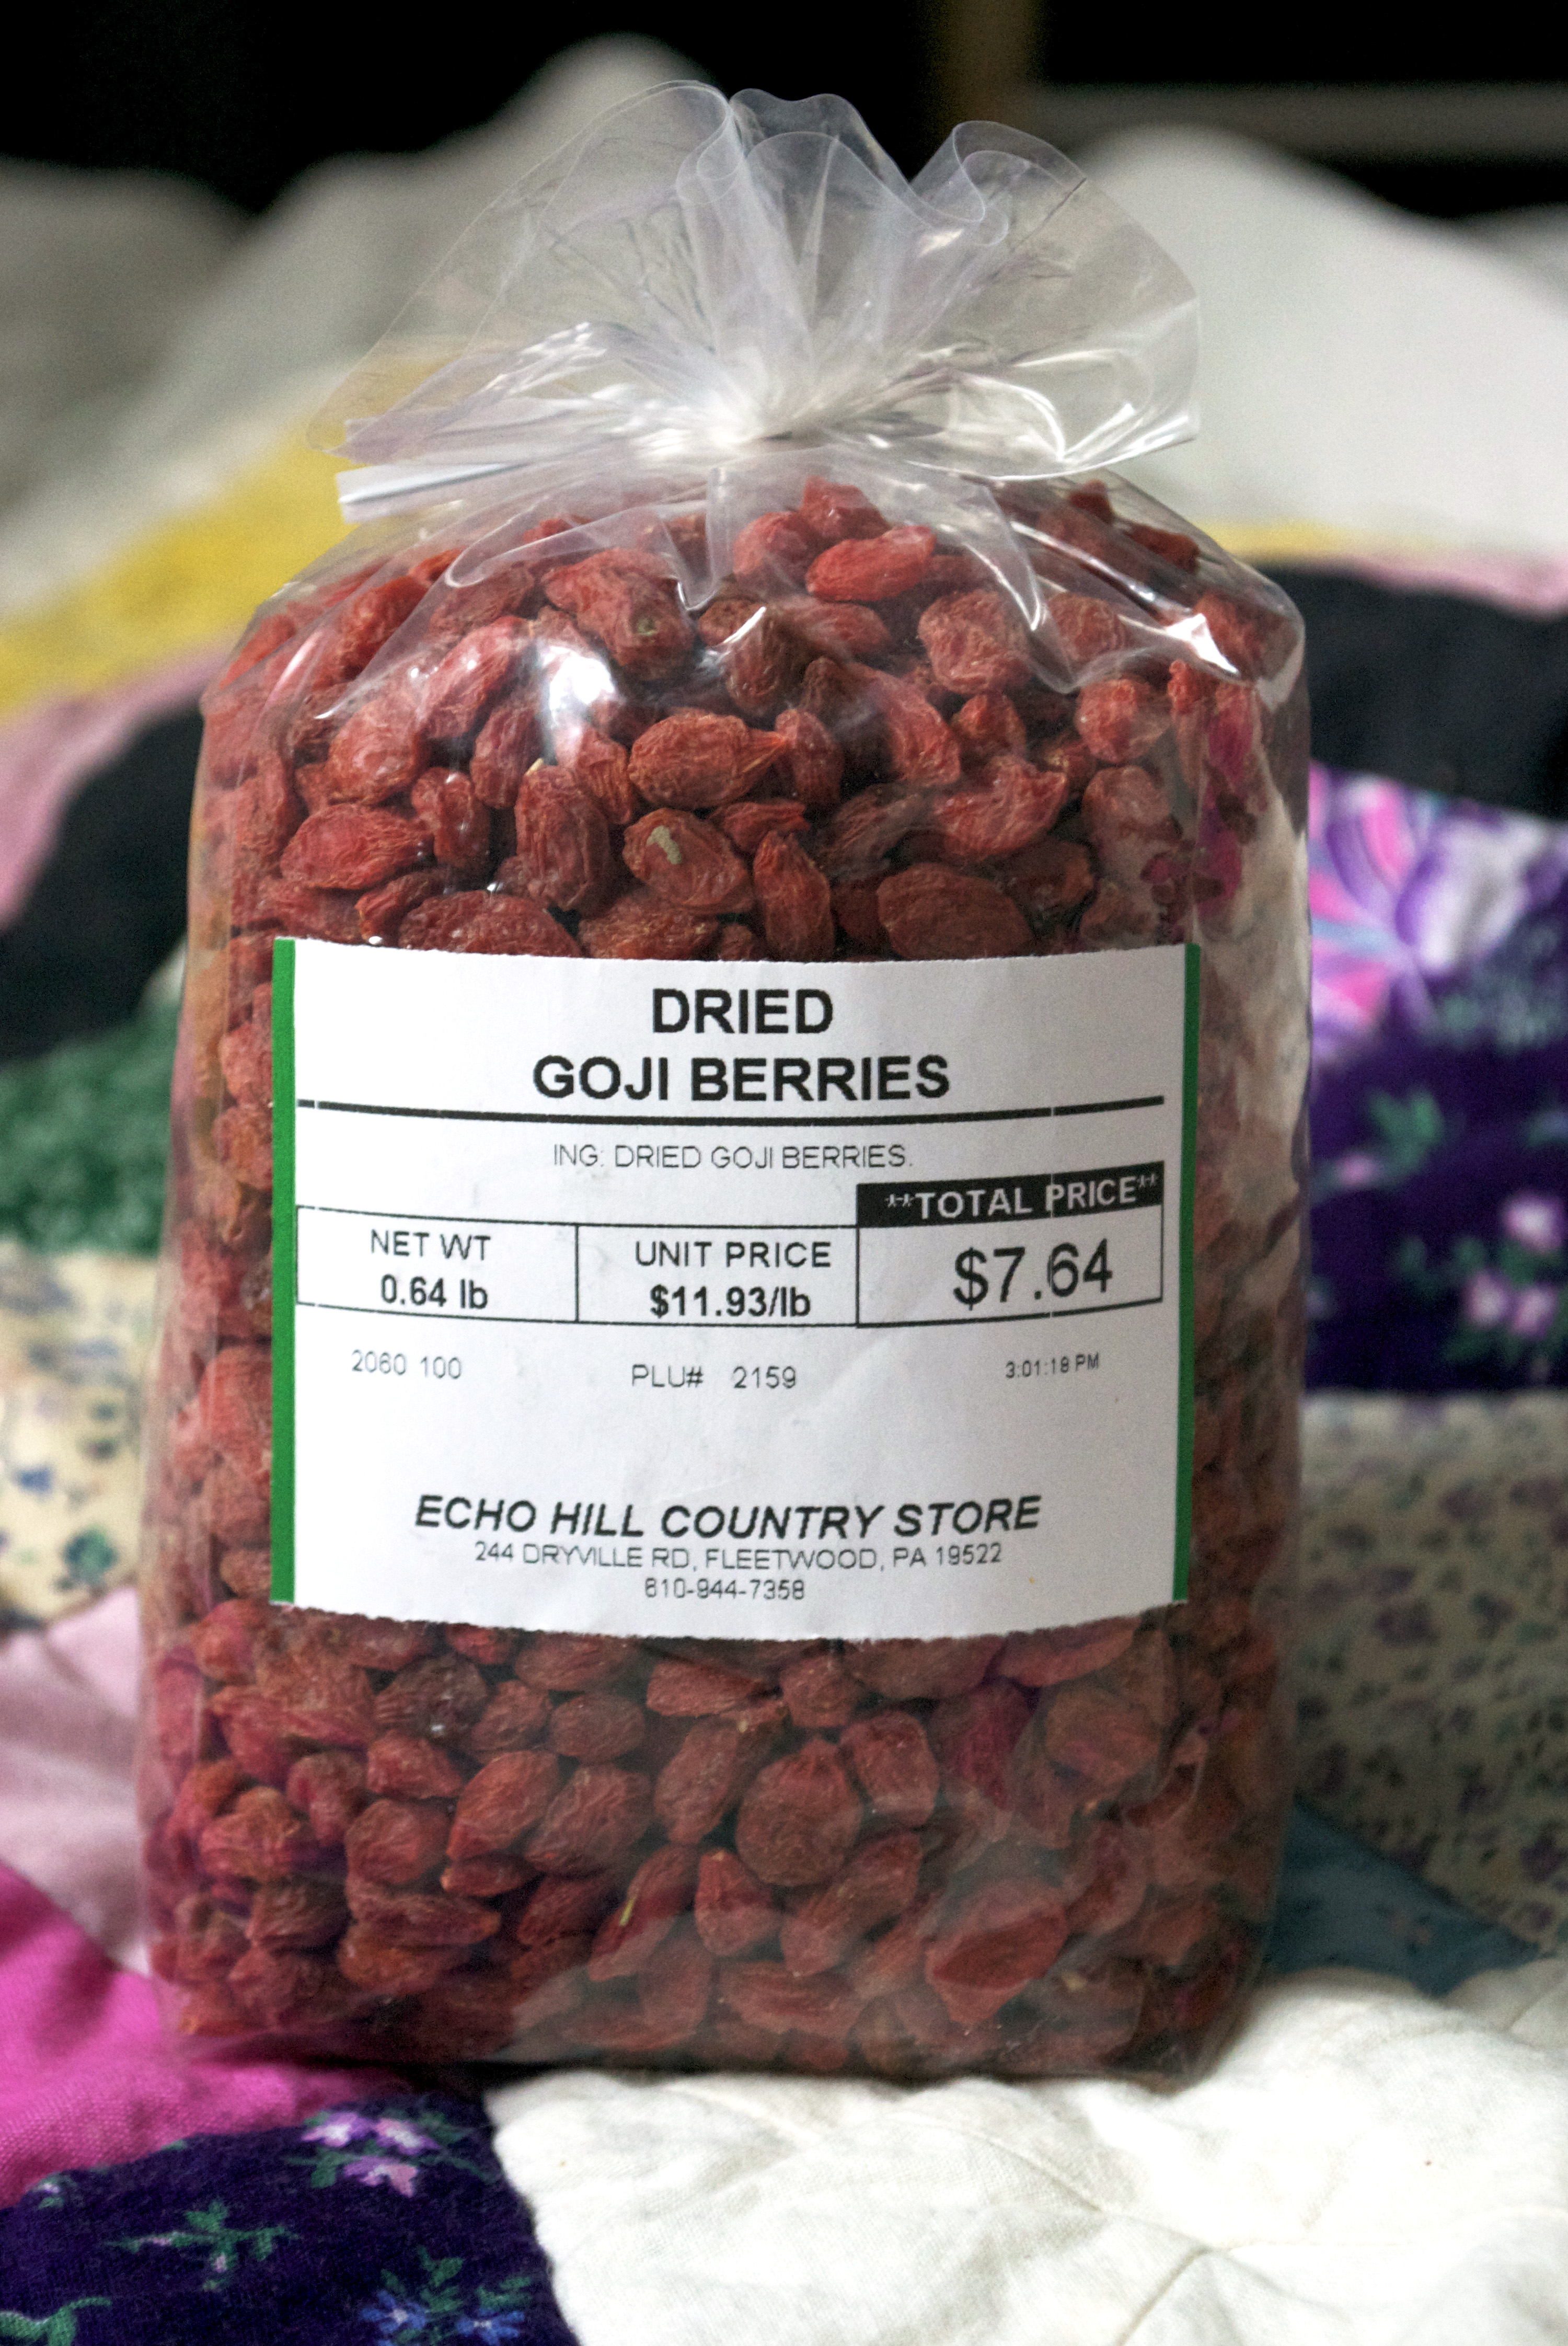 DRIED
GOJI BERRIES
ING: DRIED GOJI BERRIES.
**TOTAL PRICE**
NET WT UNIT PRICE $7.64
0.64 lb $11.93/lb
2060 100 PLU# 2159 3:01:18 PM
ECHO HILL COUNTRY STORE
244 DRYVILLE RD, FLEETWOOD, PA 19522
610-944-7358